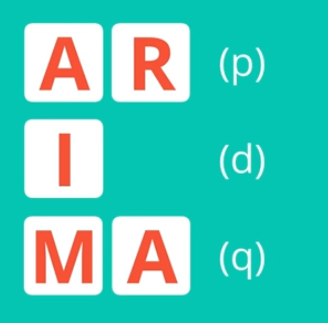 AR (p)
I (d)
MA (q)